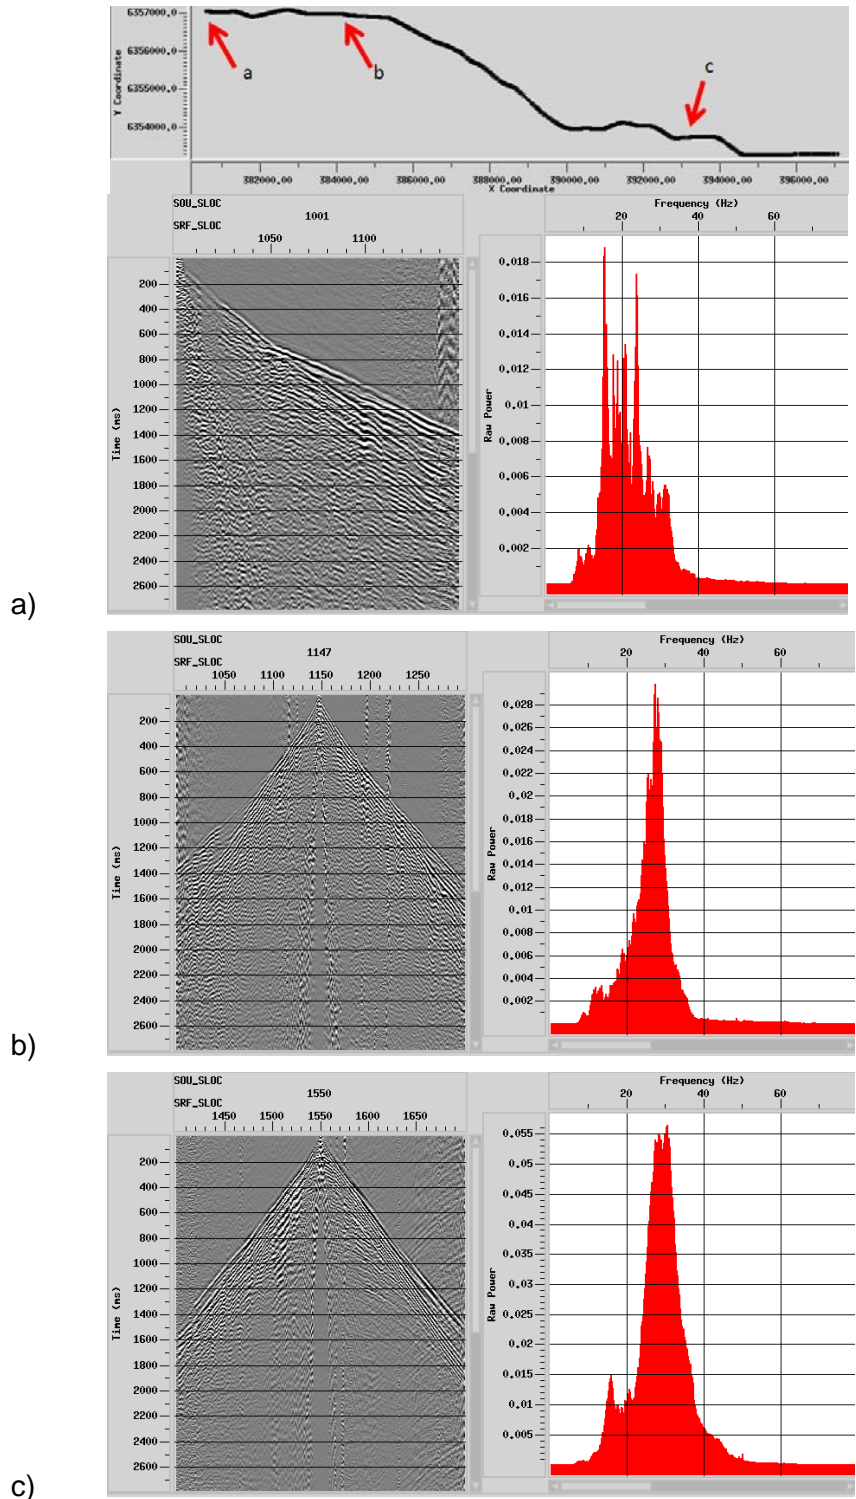 6357000.0
6356000.0
6355000.0
6354000.0
Y Coordinate
a
b
c
382000.00 384000.00 386000.00 388000.00 390000.00 392000.00 394000.00 396000.00
X Coordinate
SOU_SLOC
1001
SRF_SLOC
1050 1100
200
400
600
800
1000
1200
1400
1600
1800
2000
2200
2400
2600
Time (ms)
Frequency (Hz)
20 40 60
0.018
0.016
0.014
0.012
0.01
0.008
0.006
0.004
0.002
Raw Power
a)
SOU_SLOC
1147
SRF_SLOC
1050 1100 1150 1200 1250
200
400
600
800
1000
1200
1400
1600
1800
2000
2200
2400
2600
Time (ms)
Frequency (Hz)
20 40 60
0.028
0.026
0.024
0.022
0.02
0.018
0.016
0.014
0.012
0.01
0.008
0.006
0.004
0.002
Raw Power
b)
SOU_SLOC
1550
SRF_SLOC
1450 1500 1550 1600 1650
200
400
600
800
1000
1200
1400
1600
1800
2000
2200
2400
2600
Time (ms)
Frequency (Hz)
20 40 60
0.055
0.05
0.045
0.04
0.035
0.03
0.025
0.02
0.015
0.01
0.005
Raw Power
c)